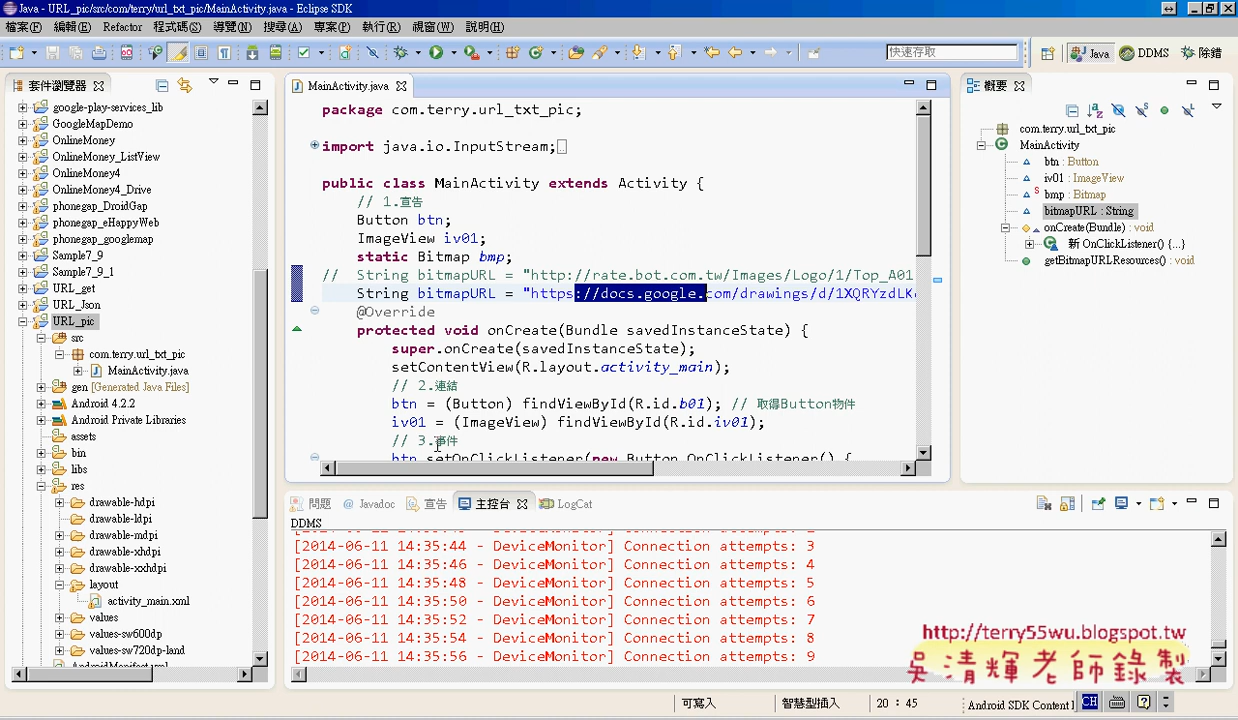 Java - URL_pic/src/com/terry/url_txt_pic/MainActivity.java - Eclipse SDK
檔案(F) 編輯(E) Refactor 程式碼(S) 導覽(N) 搜尋(A) 專案(P) 執行(R) 視窗(W) 說明(H)
快速存取
Java
DDMS
除錯
套件瀏覽器
google-play-services_lib
GoogleMapDemo
OnlineMoney
OnlineMoney_ListView
OnlineMoney4
OnlineMoney4_Drive
phonegap_DroidGap
phonegap_eHappyWeb
phonegap_googlemap
Sample7_9
Sample7_9_1
URL_get
URL_Json
URL_pic
src
com.terry.url_txt_pic
MainActivity.java
gen [Generated Java Files]
Android 4.2.2
Android Private Libraries
assets
bin
libs
res
drawable-hdpi
drawable-ldpi
drawable-mdpi
drawable-xhdpi
drawable-xxhdpi
layout
activity_main.xml
values
values-sw600dp
values-sw720dp-land
AndroidManifest.xml
MainActivity.java
package com.terry.url_txt_pic;
import java.io.InputStream;
public class MainActivity extends Activity {
// 1.宣告
Button btn;
ImageView iv01;
static Bitmap bmp;
// String bitmapURL = "http://rate.bot.com.tw/Images/Logo/1/Top_A01
String bitmapURL = "https://docs.google.com/drawings/d/1XQRYzdLK
@Override
protected void onCreate(Bundle savedInstanceState) {
super.onCreate(savedInstanceState);
setContentView(R.layout.activity_main);
// 2.連結
btn = (Button) findViewById(R.id.b01); // 取得Button物件
iv01 = (ImageView) findViewById(R.id.iv01);
// 3.事件
btn.setOnClickListener(new Button.OnClickListener() {
概要
com.terry.url_txt_pic
MainActivity
btn : Button
iv01 : ImageView
bmp : Bitmap
bitmapURL : String
onCreate(Bundle) : void
新 OnClickListener() {...}
getBitmapURLResources() : void
問題 Javadoc 宣告 主控台 LogCat
DDMS
[2014-06-11 14:35:44 - DeviceMonitor] Connection attempts: 3
[2014-06-11 14:35:46 - DeviceMonitor] Connection attempts: 4
[2014-06-11 14:35:48 - DeviceMonitor] Connection attempts: 5
[2014-06-11 14:35:50 - DeviceMonitor] Connection attempts: 6
[2014-06-11 14:35:52 - DeviceMonitor] Connection attempts: 7
[2014-06-11 14:35:54 - DeviceMonitor] Connection attempts: 8
[2014-06-11 14:35:56 - DeviceMonitor] Connection attempts: 9
http://terry55wu.blogspot.tw
吳清輝老師錄製
可寫入 智慧型插入 20 : 45 Android SDK Content l CH